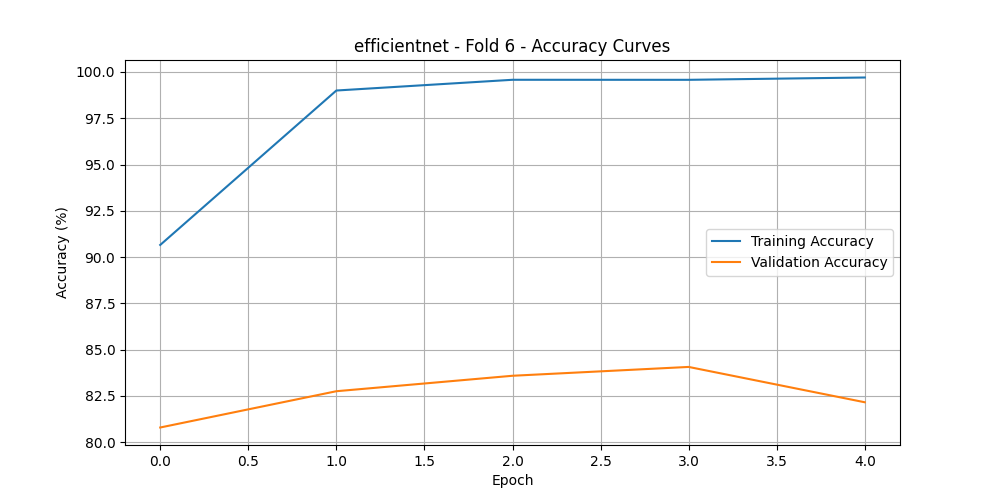 efficientnet - Fold 6 - Accuracy Curves
Accuracy (%)
100.0
97.5
95.0
92.5
90.0
87.5
85.0
82.5
80.0
Training Accuracy
Validation Accuracy
0.0 0.5 1.0 1.5 2.0 2.5 3.0 3.5 4.0
Epoch